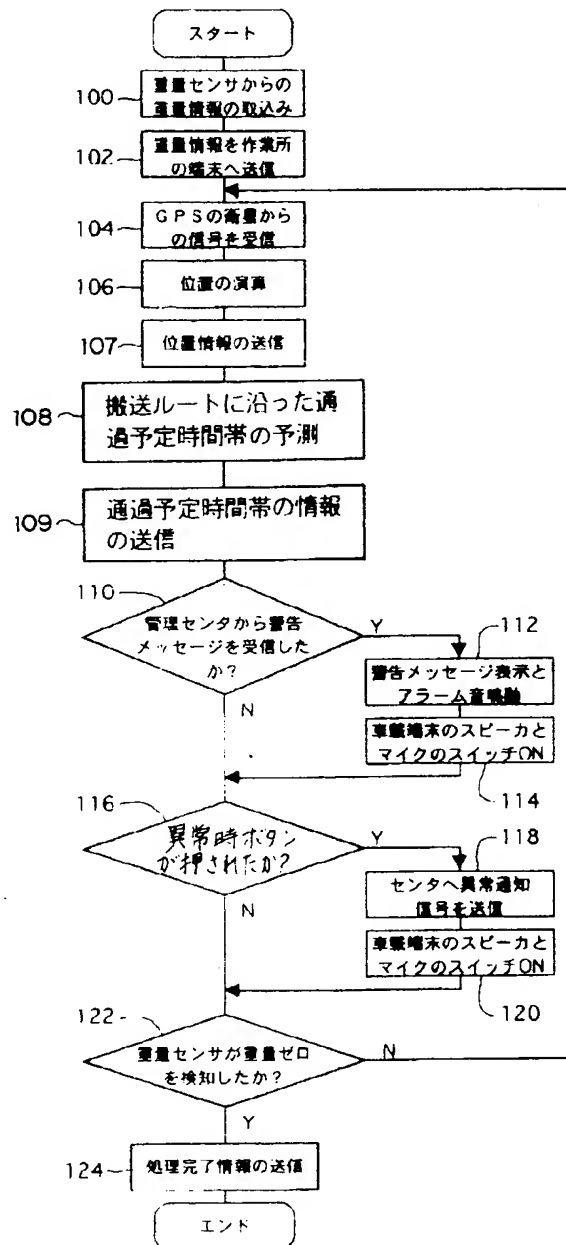 スタート
100
重量センサからの
重量情報の取込み
102
重量情報を作業所
の端末へ送信
104
GPSの衛星から
の信号を受信
106
位置の演算
107
位置情報の送信
108
搬送ルートに沿った通
過予定時間帯の予測
109
通過予定時間帯の情報
の送信
110
管理センタから警告
メッセージを受信した
か?
Y
N
112
警告メッセージ表示と
アラーム音鳴動
車載端末のスピーカと
マイクのスイッチON
114
116
異常時ボタン
が押されたか?
Y
N
118
センタへ異常通知
信号を送信
車載端末のスピーカと
マイクのスイッチON
120
122
重量センサが重量ゼロ
を検知したか?
N
Y
124
処理完了情報の送信
エンド